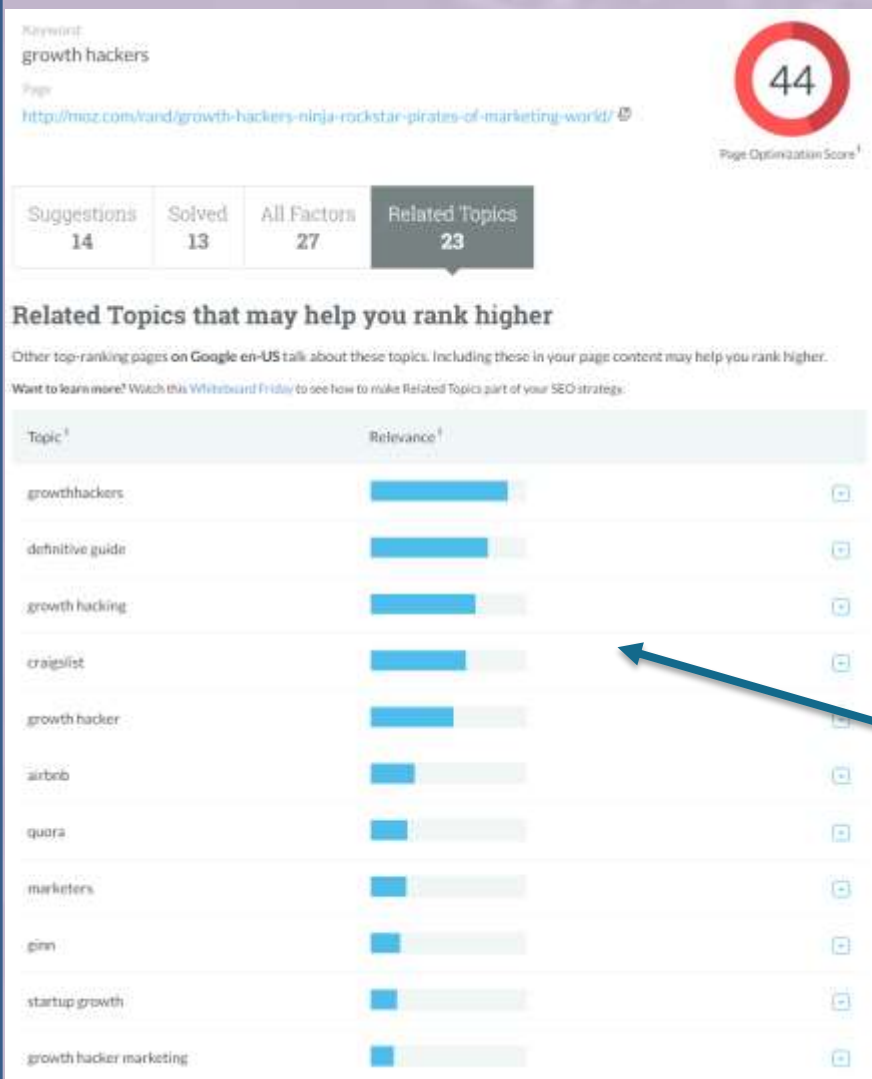 Keyword
growth hackers
Page
http://moz.com/rand/growth-hackers-ninja-rockstar-pirates-of-marketing-world/
44
Page Optimization Score
Suggestions
14
Solved
13
All Factors
27
Related Topics
23
Related Topics that may help you rank higher
Other top-ranking pages on Google en-US talk about these topics. Including these in your page content may help you rank higher.
Want to learn more? Watch this Whiteboard Friday to see how to make Related Topics part of your SEO strategy.
Topic Relevance
growthhackers
definitive guide
growth hacking
craigslist
growth hacker
airbnb
quora
marketers
ginn
startup growth
growth hacker marketing